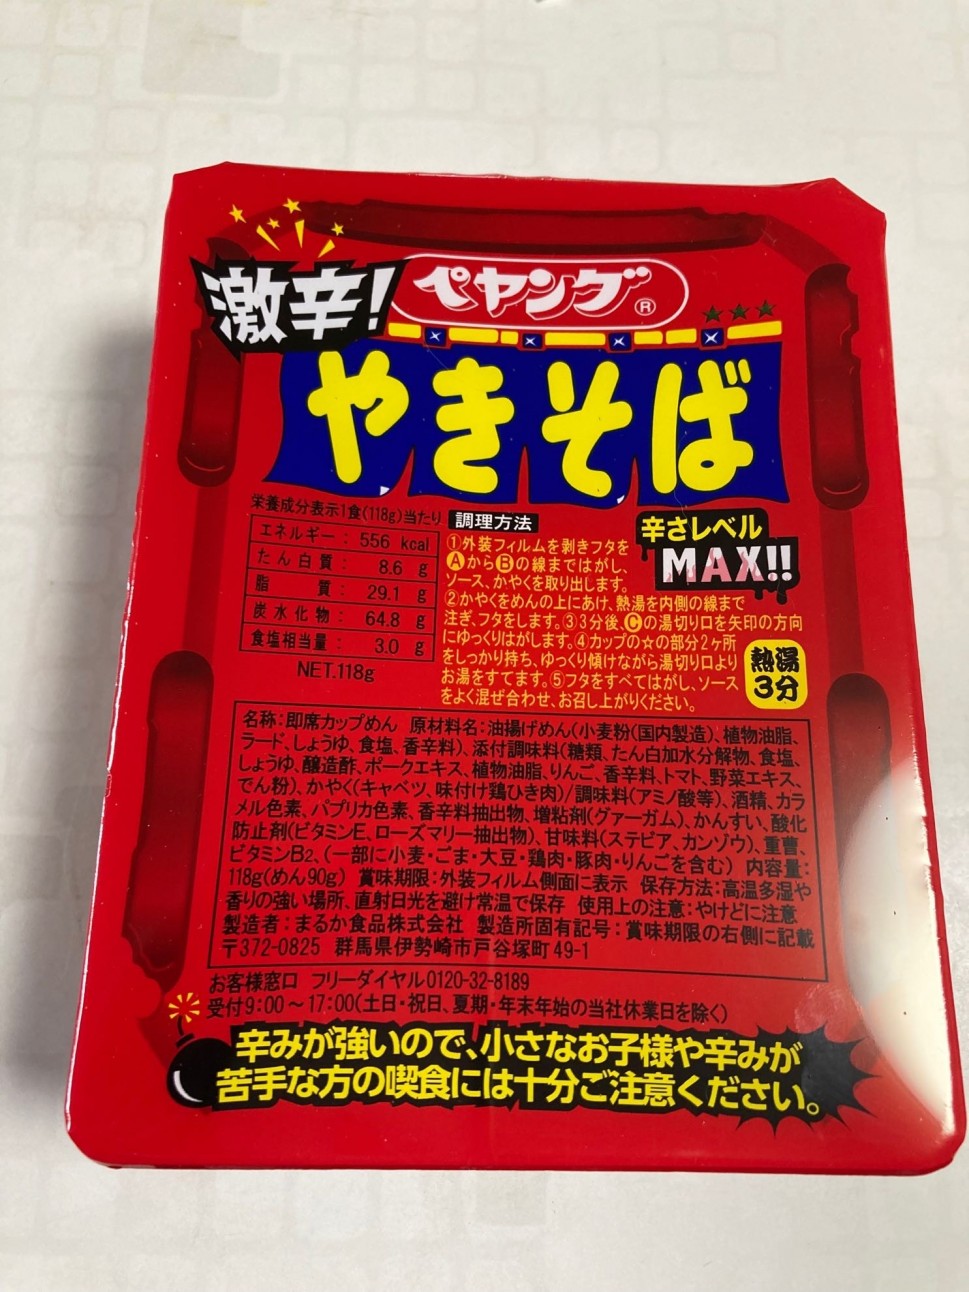 激辛!
ペヤング®
やきそば
栄養成分表示1食(118g)当たり
エネルギー: 556 kcal
たん白質: 8.6 g
脂質: 29.1 g
炭水化物: 64.8 g
食塩相当量: 3.0 g
NET.118g
調理方法
①外装フィルムを剥きフタを
ⒶからⒷの線まではがし、
ソース、かやくを取り出します。
②かやくをめんの上にあけ、熱湯を内側の線まで
注ぎ、フタをします。③3分後、Ⓒの湯切り口を矢印の方向
にゆっくりはがします。④カップの☆の部分2ヶ所
をしっかり持ち、ゆっくり傾けながら湯切り口より
お湯をすてます。⑤フタをすべてはがし、ソース
をよく混ぜ合わせ、お召し上がりください。
辛さレベル
MAX!!
熱湯
3分
名称:即席カップめん 原材料名:油揚げめん(小麦粉(国内製造)、植物油脂、
ラード、しょうゆ、食塩、香辛料)、添付調味料(糖類、たん白加水分解物、食塩、
しょうゆ、醸造酢、ポークエキス、植物油脂、りんご、香辛料、トマト、野菜エキス、
でん粉)、かやく(キャベツ、味付け鶏ひき肉)/調味料(アミノ酸等)、酒精、カラ
メル色素、パプリカ色素、香辛料抽出物、増粘剤(グァーガム)、かんすい、酸化
防止剤(ビタミンE、ローズマリー抽出物)、甘味料(ステビア、カンゾウ)、重曹、
ビタミンB2、(一部に小麦・ごま・大豆・鶏肉・豚肉・りんごを含む) 内容量:
118g(めん90g) 賞味期限:外装フィルム側面に表示 保存方法:高温多湿や
香りの強い場所、直射日光を避け常温で保存 使用上の注意:やけどに注意
製造者:まるか食品株式会社 製造所固有記号:賞味期限の右側に記載
〒372-0825 群馬県伊勢崎市戸谷塚町49-1
お客様窓口 フリーダイヤル0120-32-8189
受付9:00～17:00(土日・祝日、夏期・年末年始の当社休業日を除く)
辛みが強いので、小さなお子様や辛みが
苦手な方の喫食には十分ご注意ください。